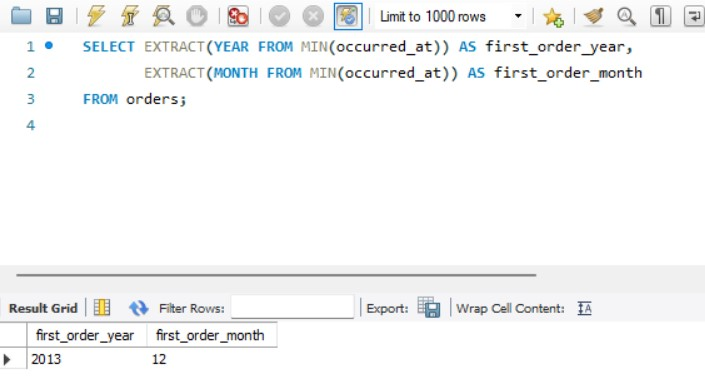 Limit to 1000 rows
1 SELECT EXTRACT(YEAR FROM MIN(occurred_at)) AS first_order_year,
2 EXTRACT(MONTH FROM MIN(occurred_at)) AS first_order_month
3 FROM orders;
4
Result Grid Filter Rows: Export: Wrap Cell Content: IA
first_order_year first_order_month
2013 12